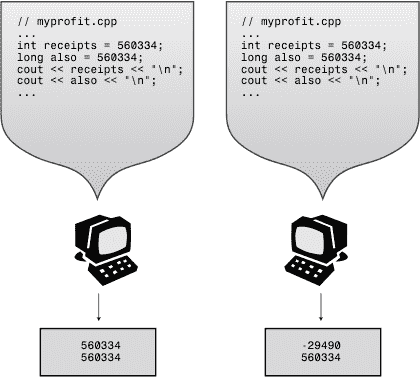 // myprofit.cpp
...
int receipts = 560334;
long also = 560334;
cout << receipts << "\n";
cout << also << "\n";
...
// myprofit.cpp
...
int receipts = 560334;
long also = 560334;
cout << receipts << "\n";
cout << also << "\n";
...
560334
560334
-29490
560334